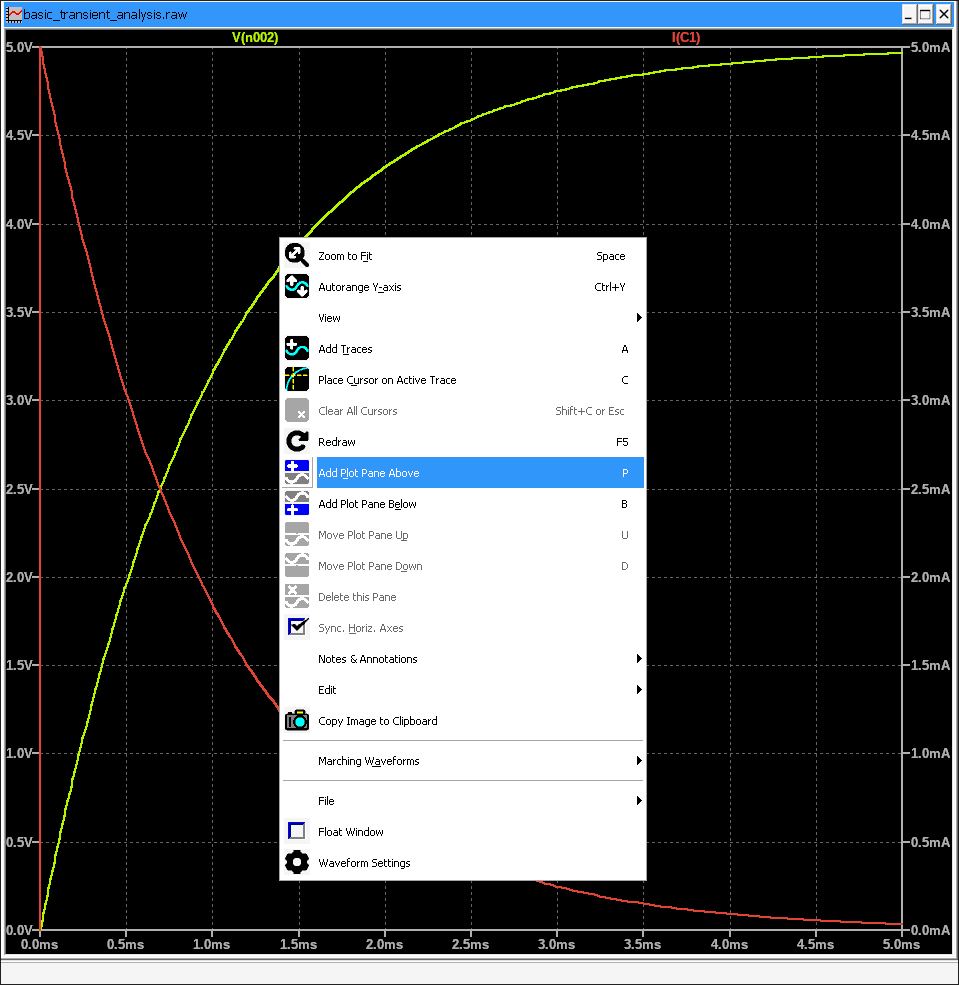 basic_transient_analysis.raw
V(n002) I(C1)
5.0V 5.0mA
4.5V 4.5mA
4.0V 4.0mA
3.5V 3.5mA
3.0V 3.0mA
2.5V 2.5mA
2.0V 2.0mA
1.5V 1.5mA
1.0V 1.0mA
0.5V 0.5mA
0.0V 0.0mA
0.0ms 0.5ms 1.0ms 1.5ms 2.0ms 2.5ms 3.0ms 3.5ms 4.0ms 4.5ms 5.0ms
Zoom to Fit Space
Autorange Y-axis Ctrl+Y
View
Add Traces A
Place Cursor on Active Trace C
Clear All Cursors Shift+C or Esc
Redraw F5
Add Plot Pane Above P
Add Plot Pane Below B
Move Plot Pane Up U
Move Plot Pane Down D
Delete this Pane
Sync. Horiz. Axes
Notes & Annotations
Edit
Copy Image to Clipboard
Marching Waveforms
File
Float Window
Waveform Settings